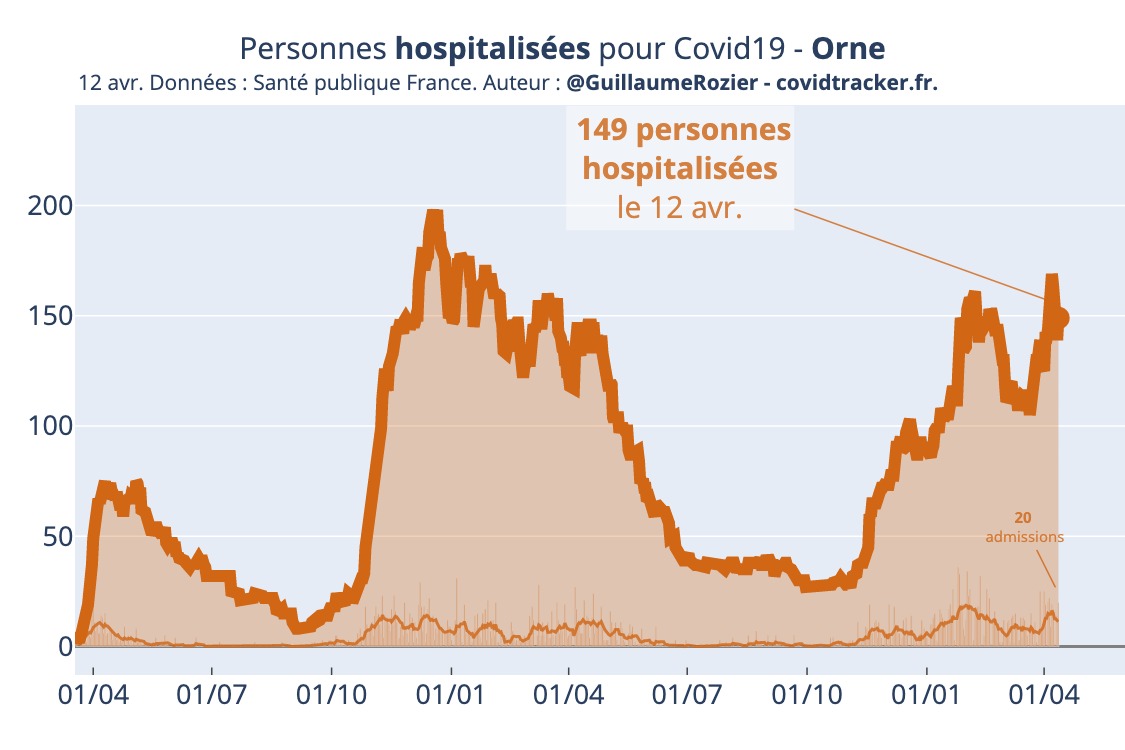 Personnes hospitalisées pour Covid19 - Orne
12 avr. Données : Santé publique France. Auteur : @GuillaumeRozier - covidtracker.fr.
149 personnes
hospitalisées
le 12 avr.
200
150
100
50
0
20
admissions
01/04
01/07
01/10
01/01
01/04
01/07
01/10
01/01
01/04